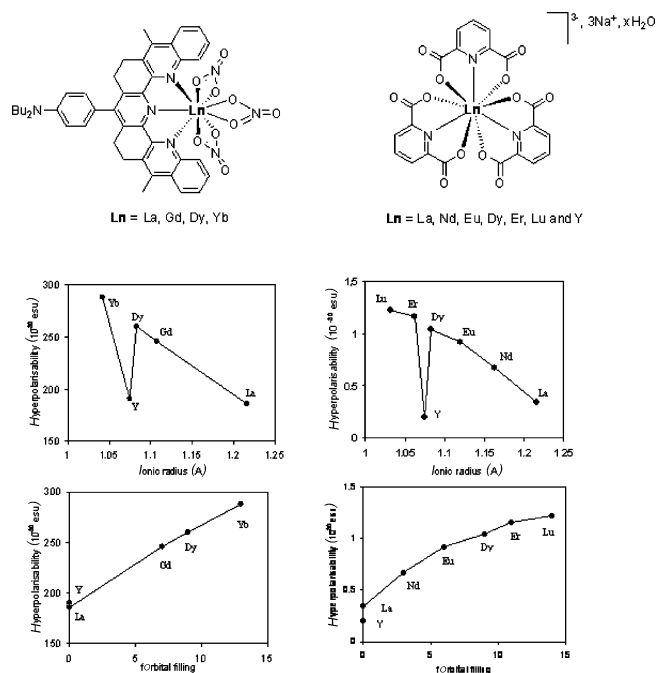 3-, 3Na⁺, xH₂O
Bu₂N
N
N
N
Ln
O
O
N
O
O
O
N
O
O
O
N
O
O
N
O
O
O
O
Ln
N
N
O
O
O
O
O
O
O
O
Ln = La, Gd, Dy, Yb
Ln = La, Nd, Eu, Dy, Er, Lu and Y
Hyperpolarisability (10⁻³⁰ esu)
300
250
200
150
Yb
Dy
Gd
Y
La
1 1.05 1.1 1.15 1.2 1.25
Ionic radius (A)
Hyperpolarisability (10⁻³⁰ esu)
1.5
1
0.5
0
Lu
Er
Dy
Eu
Nd
La
Y
1 1.05 1.1 1.15 1.2 1.25
Ionic radius (A)
Hyperpolarisability (10⁻³⁰ esu)
300
250
200
150
Y
La
Gd
Dy
Yb
0 5 10 15
f orbital filling
Hyperpolarisability (10⁻³⁰ esu)
1.5
1
0.5
0
La
Y
Nd
Eu
Dy
Er
Lu
0 5 10 15
f orbital filling